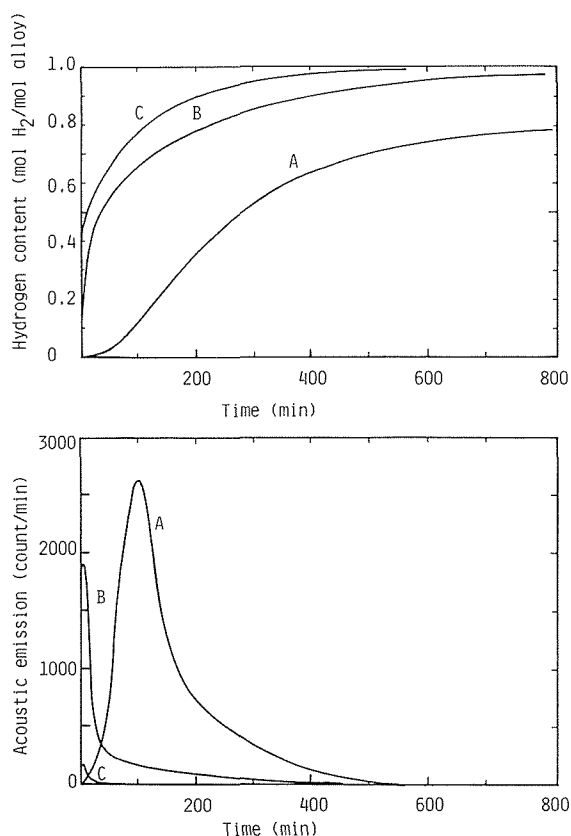 Hydrogen content (mol H2/mol alloy)
1.0
0.8
0.6
0.4
0.2
0
C
B
A
200
400
600
800
Time (min)
Acoustic emission (count/min)
3000
2000
1000
0
A
B
C
200
400
600
800
Time (min)